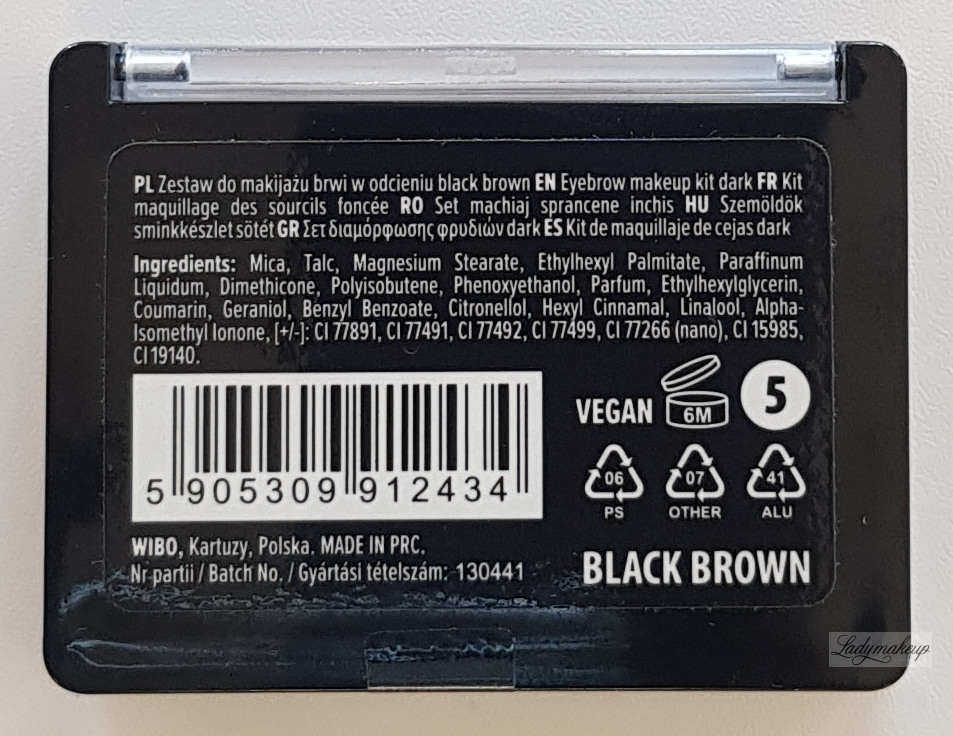 PL Zestaw do makijażu brwi w odcieniu black brown EN Eyebrow makeup kit dark FR Kit
maquillage des sourcils foncée RO Set machiaj sprancene inchis HU Szemöldök
sminkkészlet sötét GR Σετ διαμόρφωσης φρυδιών dark ES Kit de maquillaje de cejas dark
Ingredients: Mica, Talc, Magnesium Stearate, Ethylhexyl Palmitate, Paraffinum
Liquidum, Dimethicone, Polyisobutene, Phenoxyethanol, Parfum, Ethylhexylglycerin,
Coumarin, Geraniol, Benzyl Benzoate, Citronellol, Hexyl Cinnamal, Linalool, Alpha-
Isomethyl Ionone, [+/-]: CI 77891, CI 77491, CI 77492, CI 77499, CI 77266 (nano), CI 15985,
CI 19140.
VEGAN 6M 5
06 07 41
PS OTHER ALU
5 905309 912434
WIBO, Kartuzy, Polska. MADE IN PRC.
Nr partii / Batch No. / Gyártási tételszám: 130441
BLACK BROWN
Ladymakeup